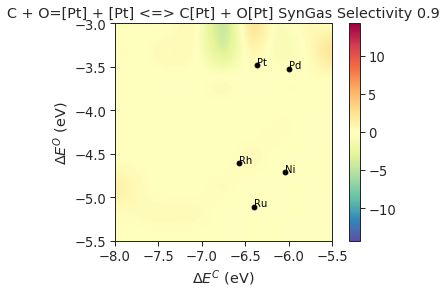 C + O=[Pt] + [Pt] <=> C[Pt] + O[Pt] SynGas Selectivity 0.9
−3.0
−3.5
−4.0
−4.5
−5.0
−5.5
ΔE^O (eV)
Pt
Pd
Rh
Ni
Ru
−8.0 −7.5 −7.0 −6.5 −6.0 −5.5
ΔE^C (eV)
10
5
0
−5
−10